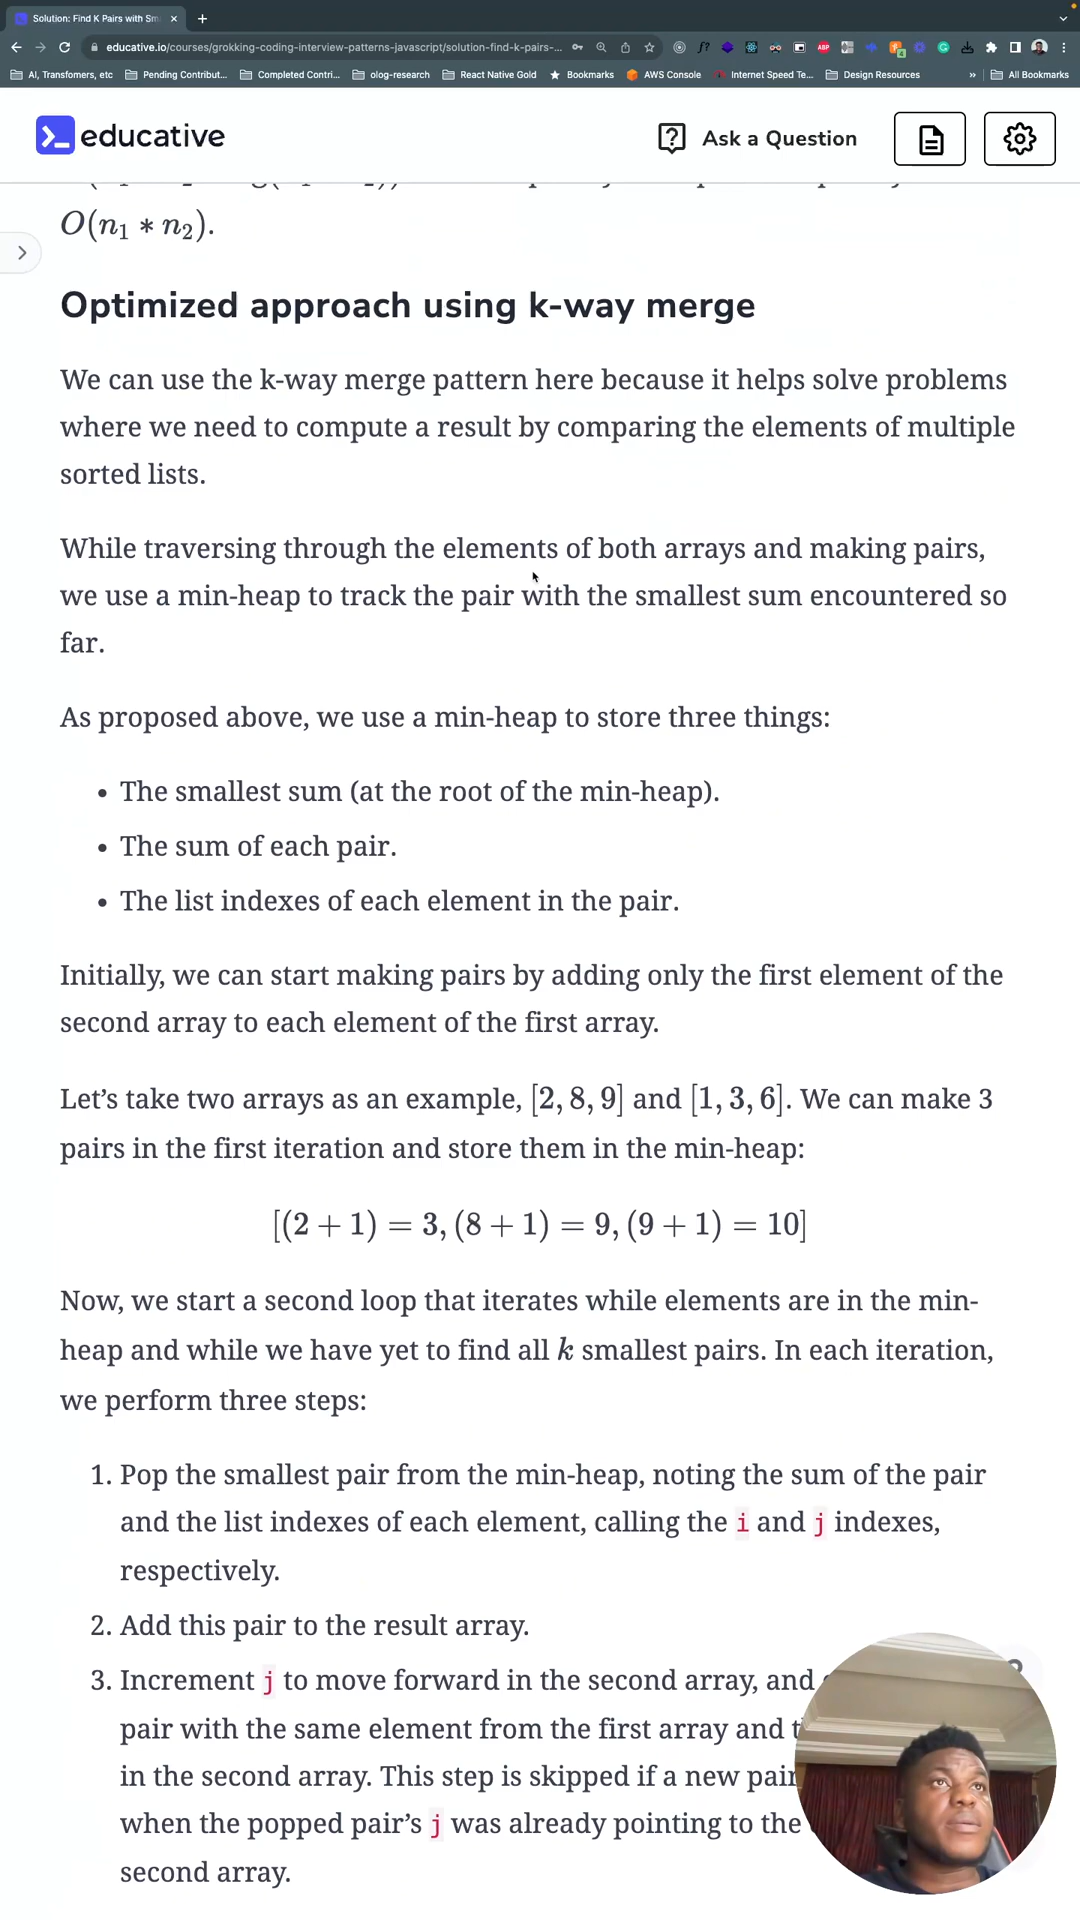 Solution: Find K Pairs with Sm
educative.io/courses/grokking-coding-interview-patterns-javascript/solution-find-k-pairs-...
AI, Transfomers, etc
Pending Contribut...
Completed Contri...
olog-research
React Native Gold
Bookmarks
AWS Console
Internet Speed Te...
Design Resources
»
All Bookmarks
educative
Ask a Question
O(n₁ * n₂).
Optimized approach using k-way merge
We can use the k-way merge pattern here because it helps solve problems
where we need to compute a result by comparing the elements of multiple
sorted lists.
While traversing through the elements of both arrays and making pairs,
we use a min-heap to track the pair with the smallest sum encountered so
far.
As proposed above, we use a min-heap to store three things:
• The smallest sum (at the root of the min-heap).
• The sum of each pair.
• The list indexes of each element in the pair.
Initially, we can start making pairs by adding only the first element of the
second array to each element of the first array.
Let’s take two arrays as an example, [2, 8, 9] and [1, 3, 6]. We can make 3
pairs in the first iteration and store them in the min-heap:
[(2 + 1) = 3, (8 + 1) = 9, (9 + 1) = 10]
Now, we start a second loop that iterates while elements are in the min-
heap and while we have yet to find all k smallest pairs. In each iteration,
we perform three steps:
1. Pop the smallest pair from the min-heap, noting the sum of the pair
and the list indexes of each element, calling the i and j indexes,
respectively.
2. Add this pair to the result array.
3. Increment j to move forward in the second array, and
pair with the same element from the first array and
in the second array. This step is skipped if a new pair
when the popped pair’s j was already pointing to the
second array.